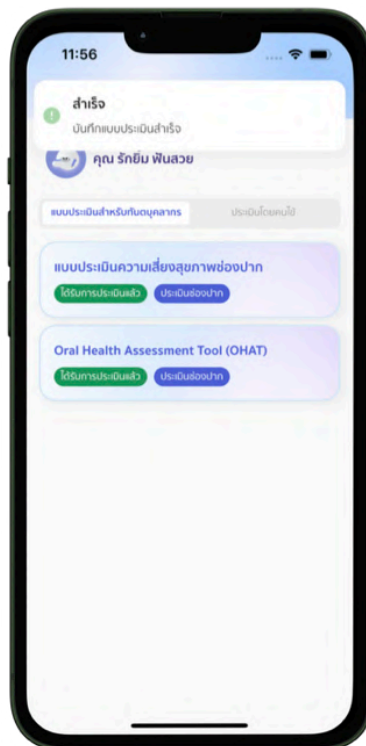 11:56
สำเร็จ
บันทึกแบบประเมินสำเร็จ
คุณ รักยิ้ม ฟันสวย
แบบประเมินสำหรับทันตบุคลากร
ประเมินโดยคนไข้
แบบประเมินความเสี่ยงสุขภาพช่องปาก
ได้รับการประเมินแล้ว ประเมินช่องปาก
Oral Health Assessment Tool (OHAT)
ได้รับการประเมินแล้ว ประเมินช่องปาก